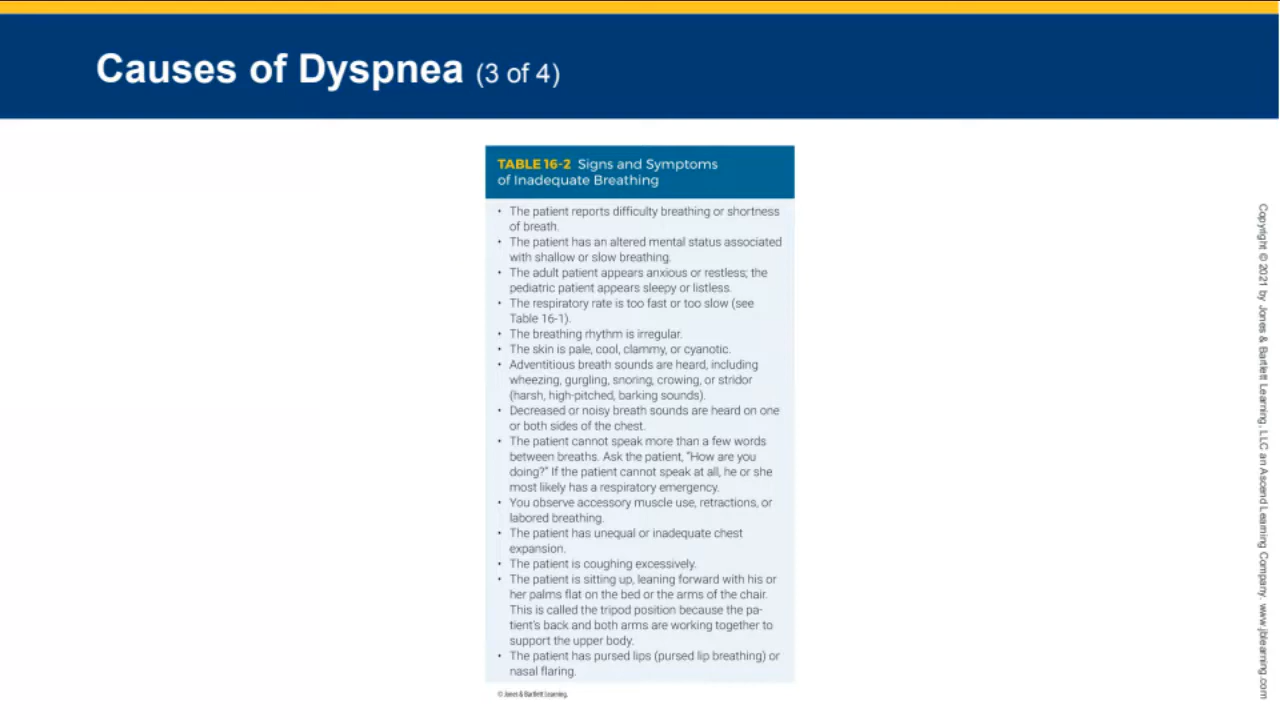 Causes of Dyspnea (3 of 4)
TABLE 16-2 Signs and Symptoms
of Inadequate Breathing
• The patient reports difficulty breathing or shortness
of breath.
• The patient has an altered mental status associated
with shallow or slow breathing.
• The adult patient appears anxious or restless; the
pediatric patient appears sleepy or listless.
• The respiratory rate is too fast or too slow (see
Table 16-1).
• The breathing rhythm is irregular.
• The skin is pale, cool, clammy, or cyanotic.
• Adventitious breath sounds are heard, including
wheezing, gurgling, snoring, crowing, or stridor
(harsh, high-pitched, barking sounds).
• Decreased or noisy breath sounds are heard on one
or both sides of the chest.
• The patient cannot speak more than a few words
between breaths. Ask the patient, “How are you
doing?” If the patient cannot speak at all, he or she
most likely has a respiratory emergency.
• You observe accessory muscle use, retractions, or
labored breathing.
• The patient has unequal or inadequate chest
expansion.
• The patient is coughing excessively.
• The patient is sitting up, leaning forward with his or
her palms flat on the bed or the arms of the chair.
This is called the tripod position because the pa-
tient’s back and both arms are working together to
support the upper body.
• The patient has pursed lips (pursed lip breathing) or
nasal flaring.
© Jones & Bartlett Learning.
Copyright © 2021 by Jones & Bartlett Learning, LLC an Ascend Learning Company. www.jblearning.com